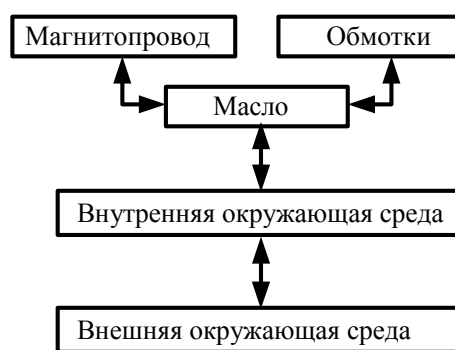 Магнитопровод
Обмотки
Масло
Внутренняя окружающая среда
Внешняя окружающая среда